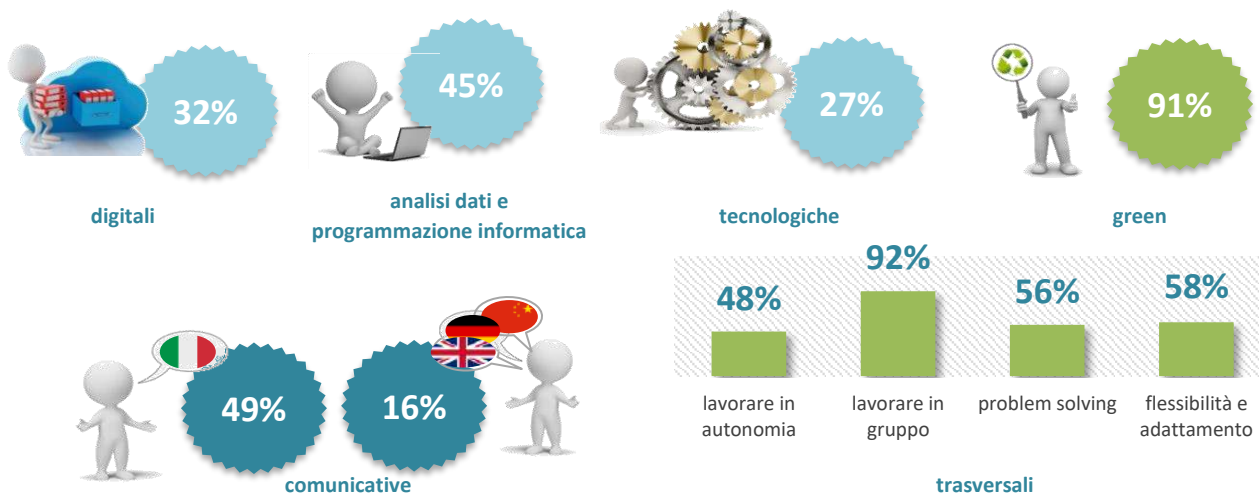 32%
45%
27%
91%
digitali
analisi dati e
programmazione informatica
tecnologiche
green
49%
16%
comunicative
48%
92%
56%
58%
lavorare in
autonomia
lavorare in
gruppo
problem solving
flessibilità e
adattamento
trasversali